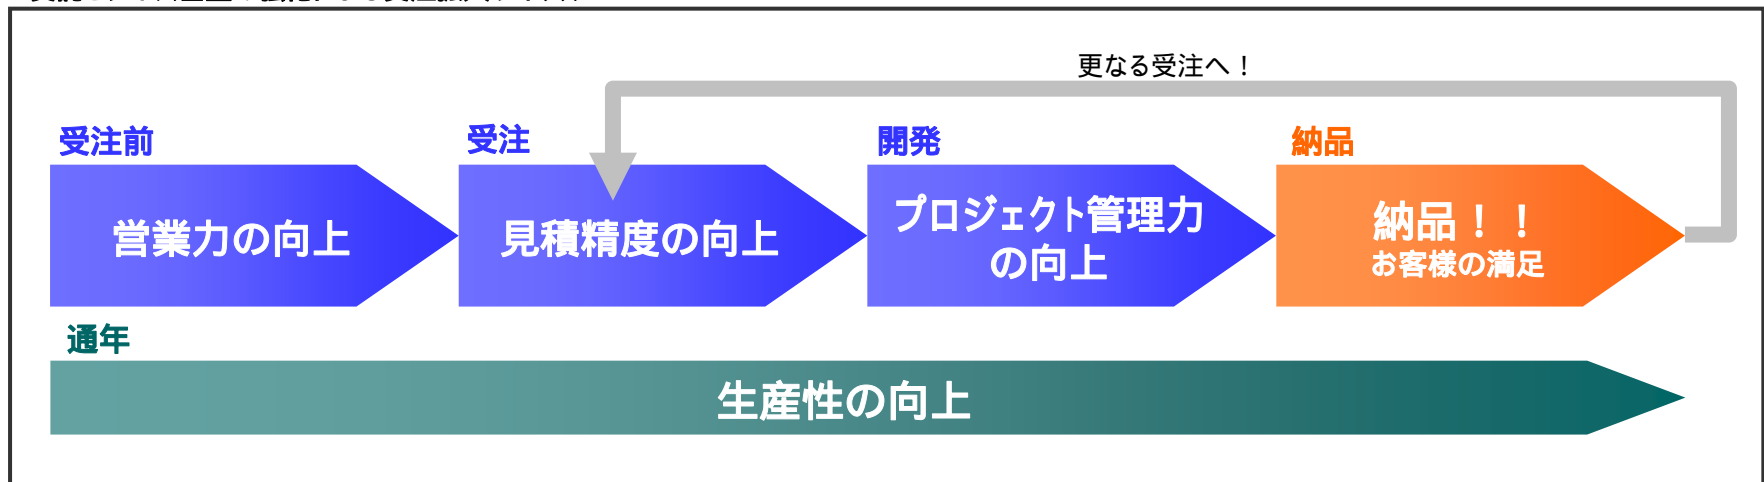 更なる受注へ！
受注前
受注
開発
納品
営業力の向上
見積精度の向上
プロジェクト管理力
の向上
納品！！
お客様の満足
通年
生産性の向上